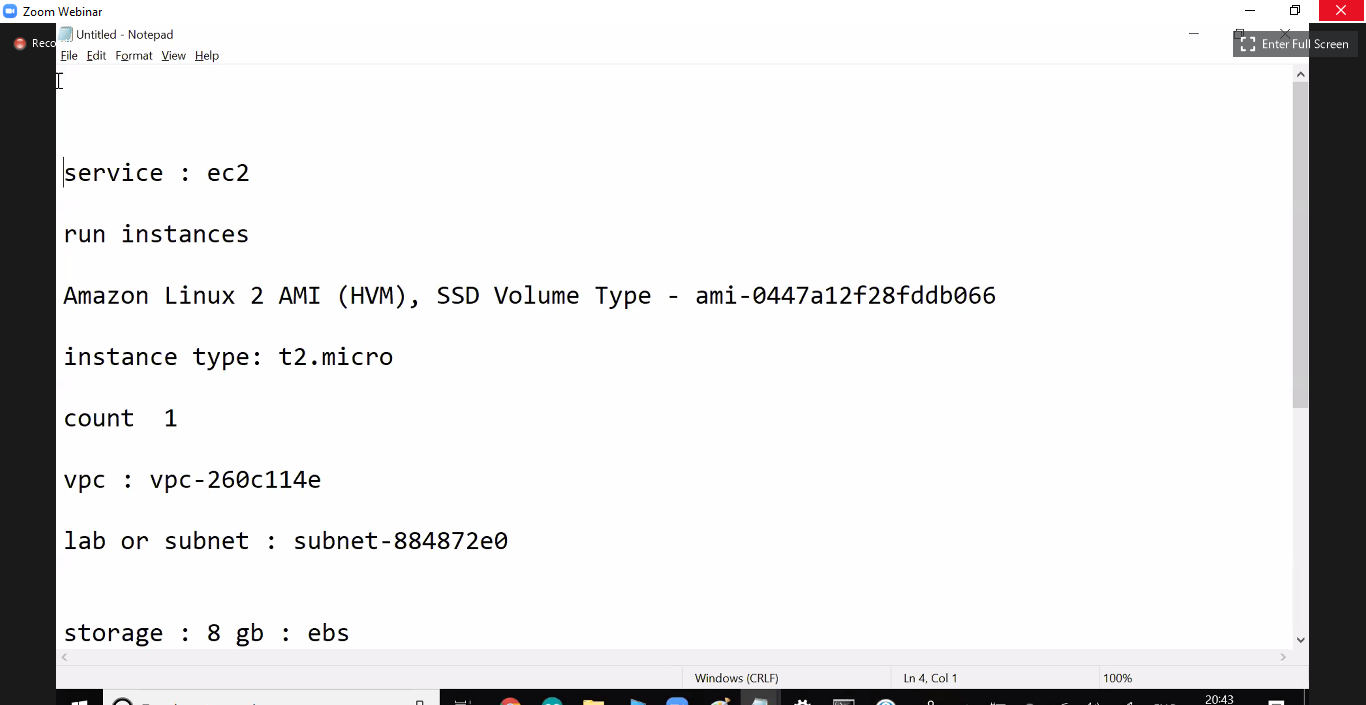 Zoom Webinar
Reco
Untitled - Notepad
Enter Full Screen
File Edit Format View Help
service : ec2
run instances
Amazon Linux 2 AMI (HVM), SSD Volume Type - ami-0447a12f28fddb066
instance type: t2.micro
count  1
vpc : vpc-260c114e
lab or subnet : subnet-884872e0
storage : 8 gb : ebs
Windows (CRLF) Ln 4, Col 1 100%
20:43